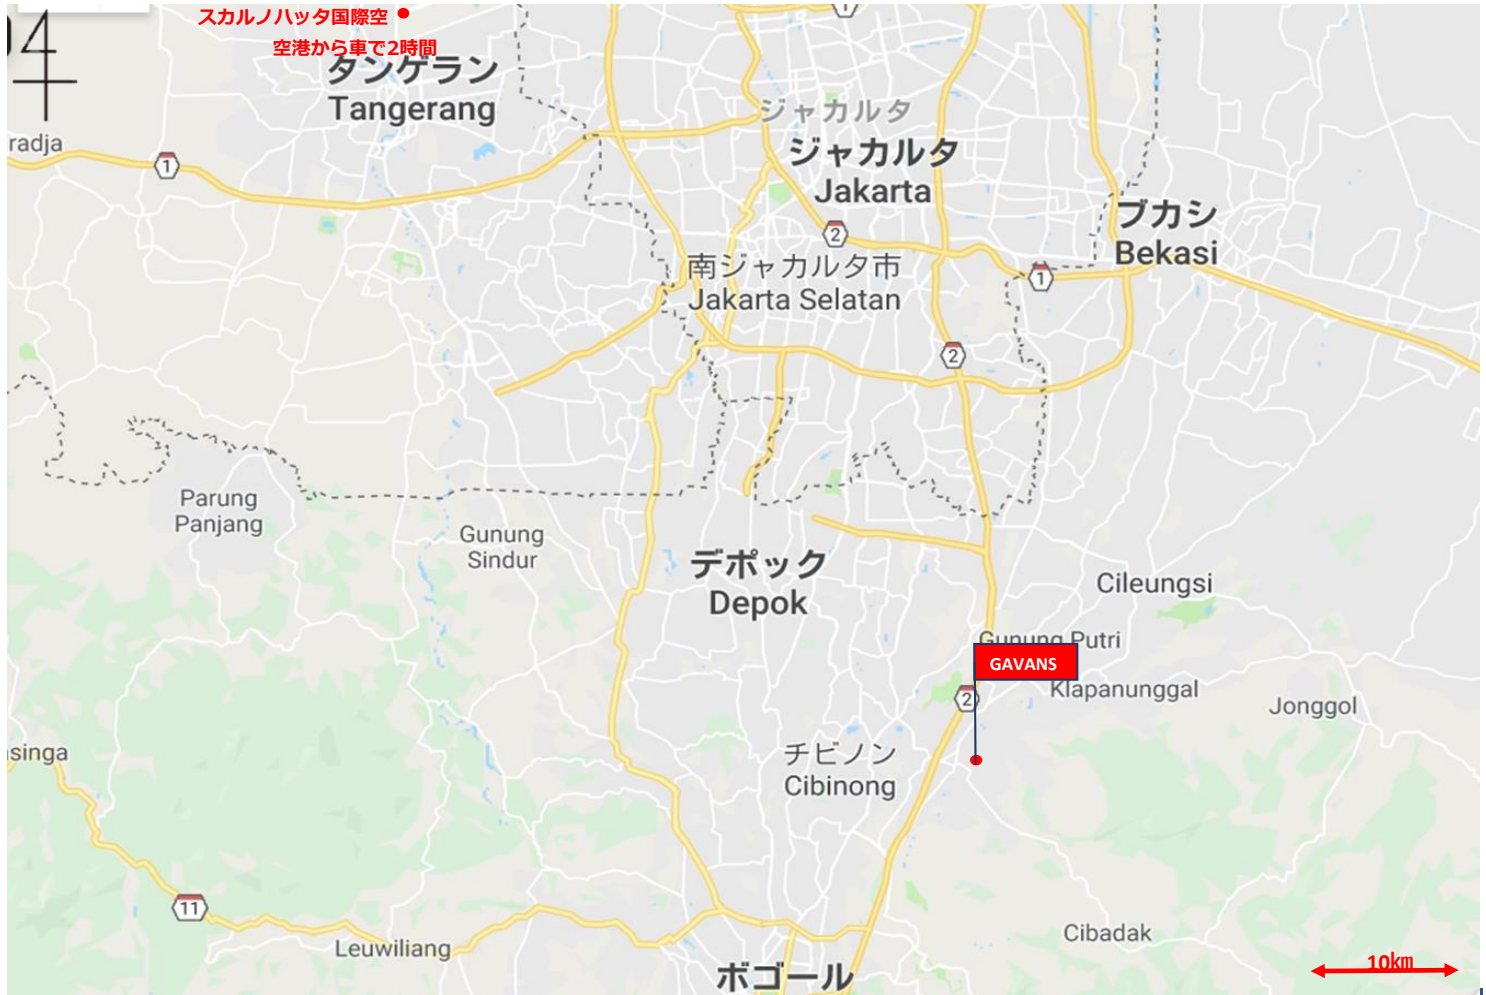 スカルノハッタ国際空
空港から車で2時間
タンゲラン
Tangerang
ジャカルタ
ジャカルタ
Jakarta
radja
1
1
ブカシ
Bekasi
2
南ジャカルタ市
Jakarta Selatan
1
2
Parung
Panjang
Gunung
Sindur
デポック
Depok
Cileungsi
Gunung Putri
GAVANS
2
Klapanunggal
Jonggol
チビノン
Cibinong
singa
11
Leuwiliang
Cibadak
ボゴール
10㎞